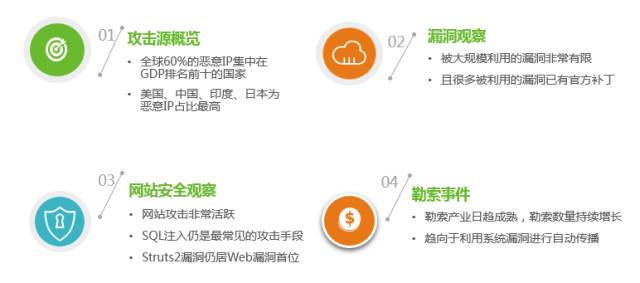 01
攻击源概览
• 全球60%的恶意IP集中在
GDP排名前十的国家
• 美国、中国、印度、日本为
恶意IP占比最高
02
漏洞观察
• 被大规模利用的漏洞非常有限
• 且很多被利用的漏洞已有官方补丁
03
网站安全观察
• 网站攻击非常活跃
• SQL注入仍是最常见的攻击手段
• Struts2漏洞仍居Web漏洞首位
04
勒索事件
$
• 勒索产业日趋成熟，勒索数量持续增长
• 趋向于利用系统漏洞进行自动传播